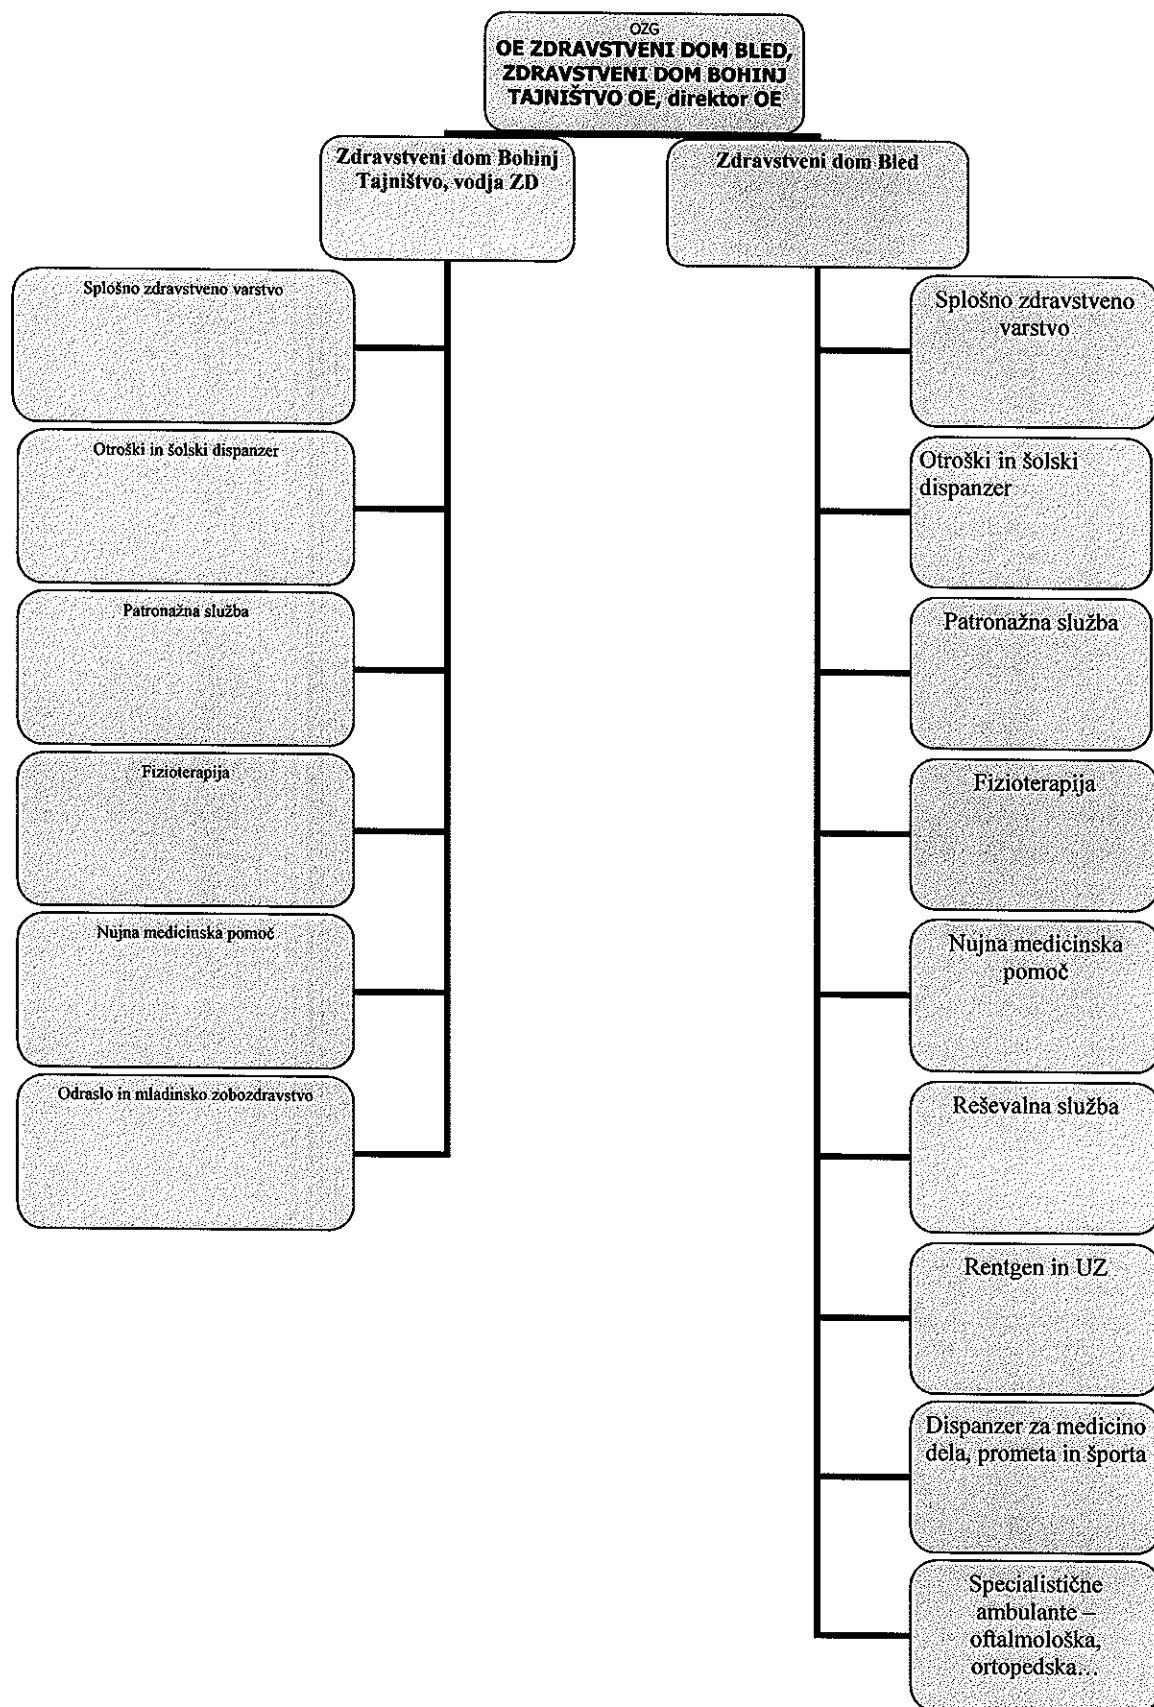 OZG
OE ZDRAVSTVENI DOM BLED,
ZDRAVSTVENI DOM BOHINJ
TAJNIŠTVO OE, direktor OE
Zdravstveni dom Bohinj
Tajništvo, vodja ZD
Zdravstveni dom Bled
Splošno zdravstveno varstvo
Otroški in šolski dispanzer
Patronažna služba
Fizioterapija
Nujna medicinska pomoč
Odraslo in mladinsko zobozdravstvo
Splošno zdravstveno
varstvo
Otroški in šolski
dispanzer
Patronažna služba
Fizioterapija
Nujna medicinska
pomoč
Reševalna služba
Rentgen in UZ
Dispanzer za medicino
dela, prometa in športa
Specialistične
ambulante –
oftalmološka,
ortopedska…